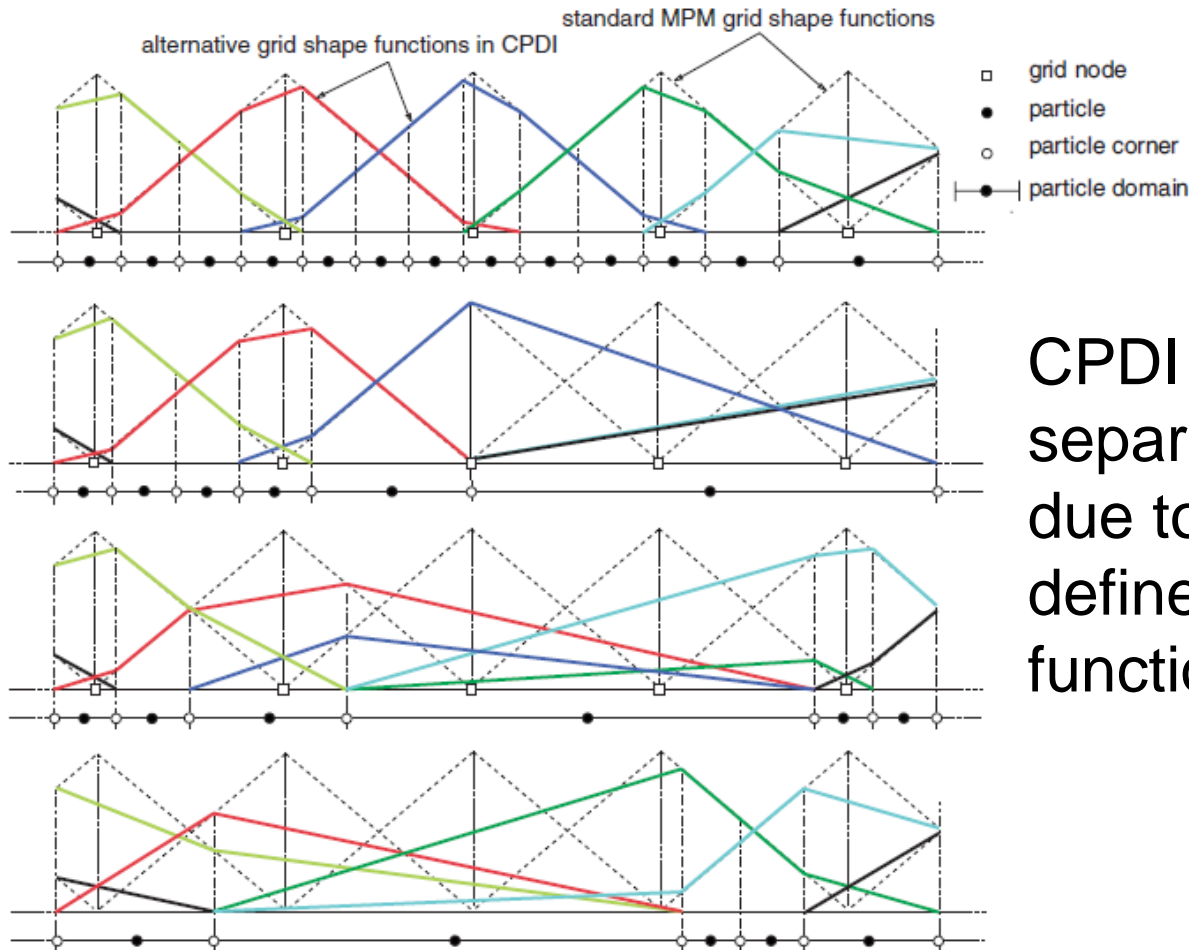 standard MPM grid shape functions
alternative grid shape functions in CPDI
grid node
particle
particle corner
particle domain
CPDI
separ
due to
define
functi